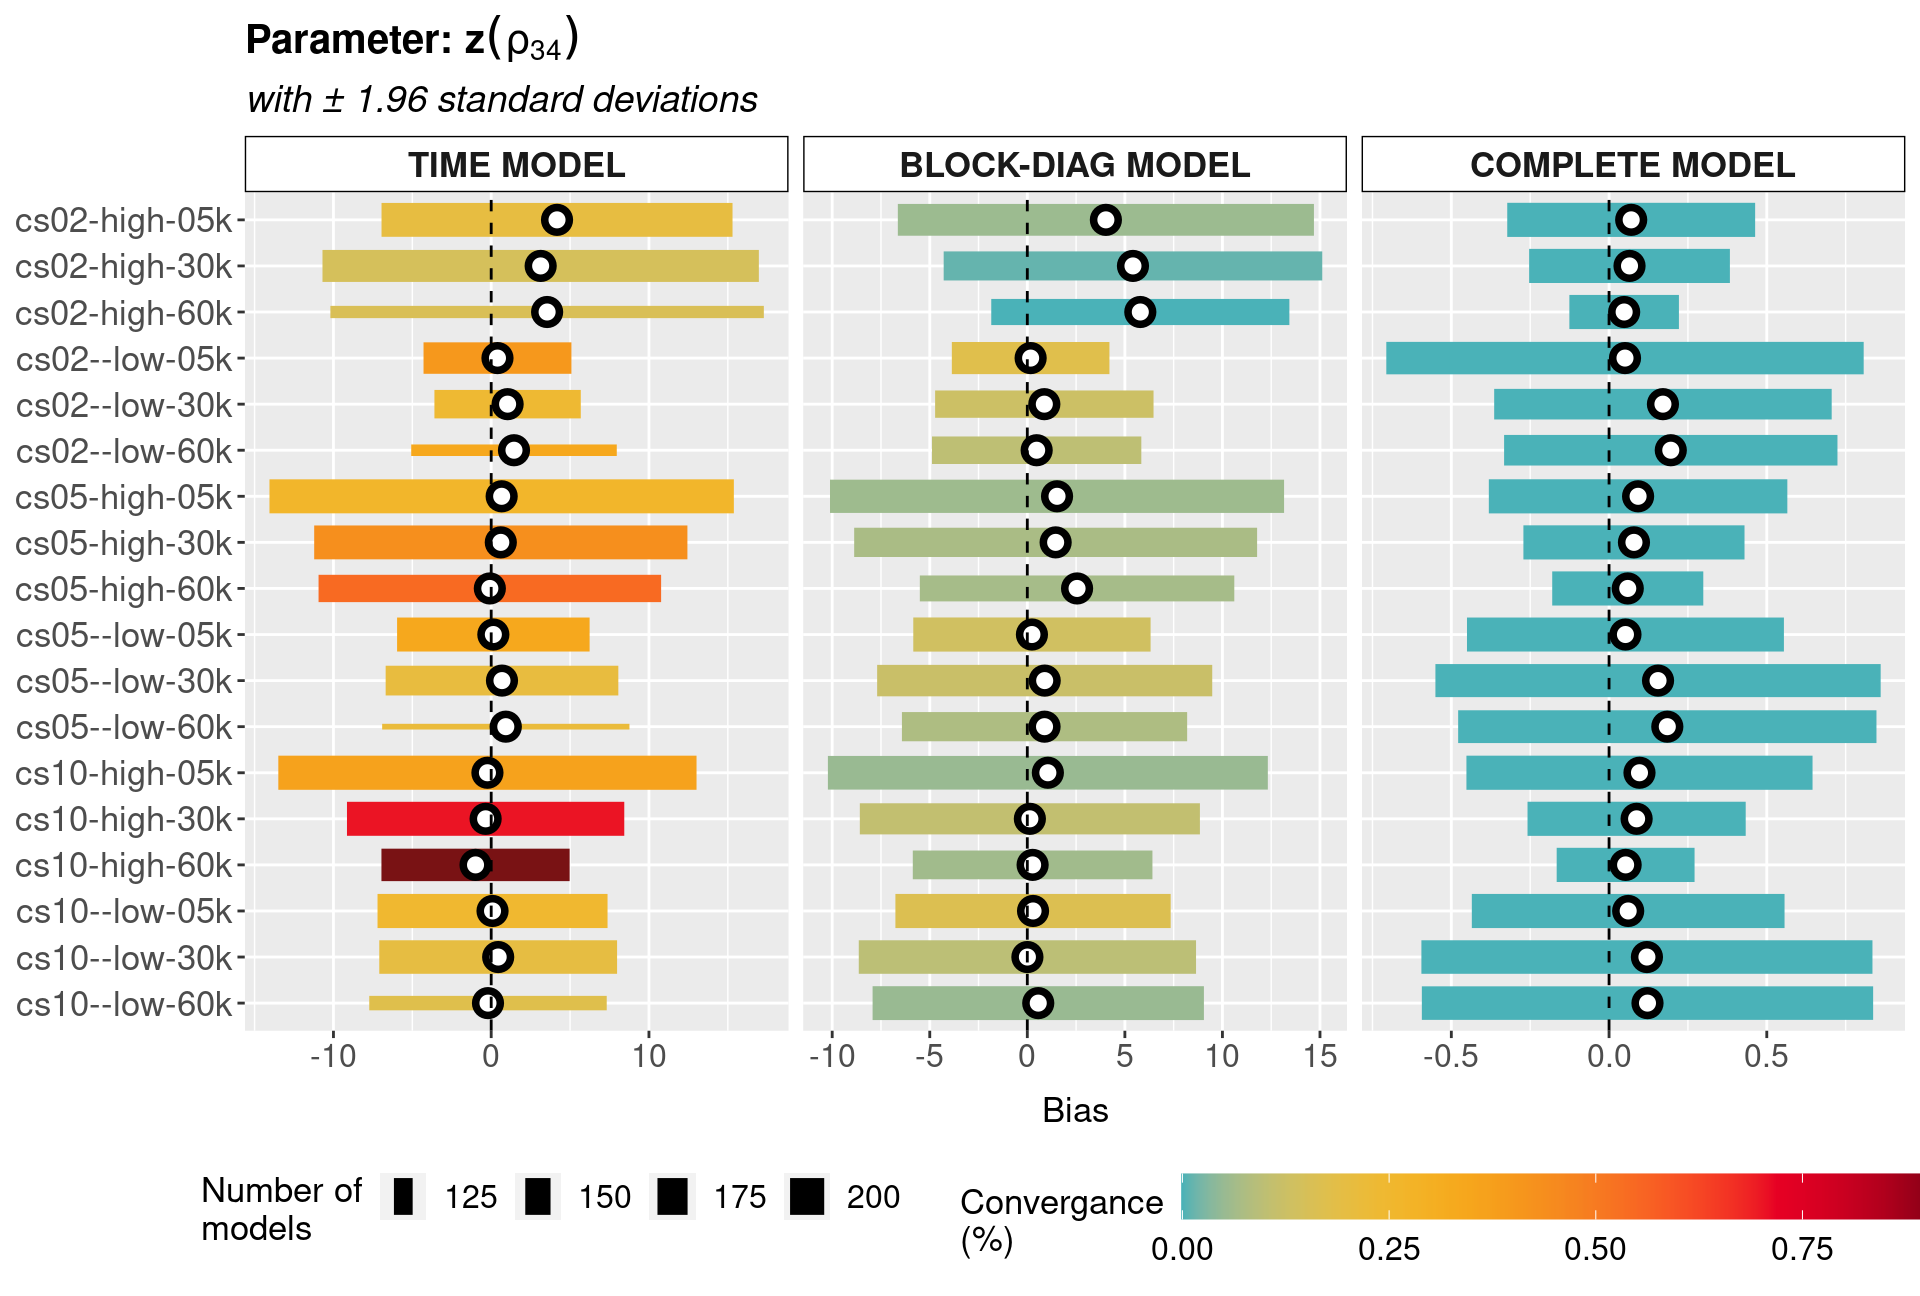 Parameter: z(ρ34)
with ± 1.96 standard deviations
TIME MODEL BLOCK-DIAG MODEL COMPLETE MODEL
cs02-high-05k
cs02-high-30k
cs02-high-60k
cs02--low-05k
cs02--low-30k
cs02--low-60k
cs05-high-05k
cs05-high-30k
cs05-high-60k
cs05--low-05k
cs05--low-30k
cs05--low-60k
cs10-high-05k
cs10-high-30k
cs10-high-60k
cs10--low-05k
cs10--low-30k
cs10--low-60k
-10 0 10 -10 -5 0 5 10 15 -0.5 0.0 0.5
Bias
Number of models 125 150 175 200
Convergance (%) 0.00 0.25 0.50 0.75